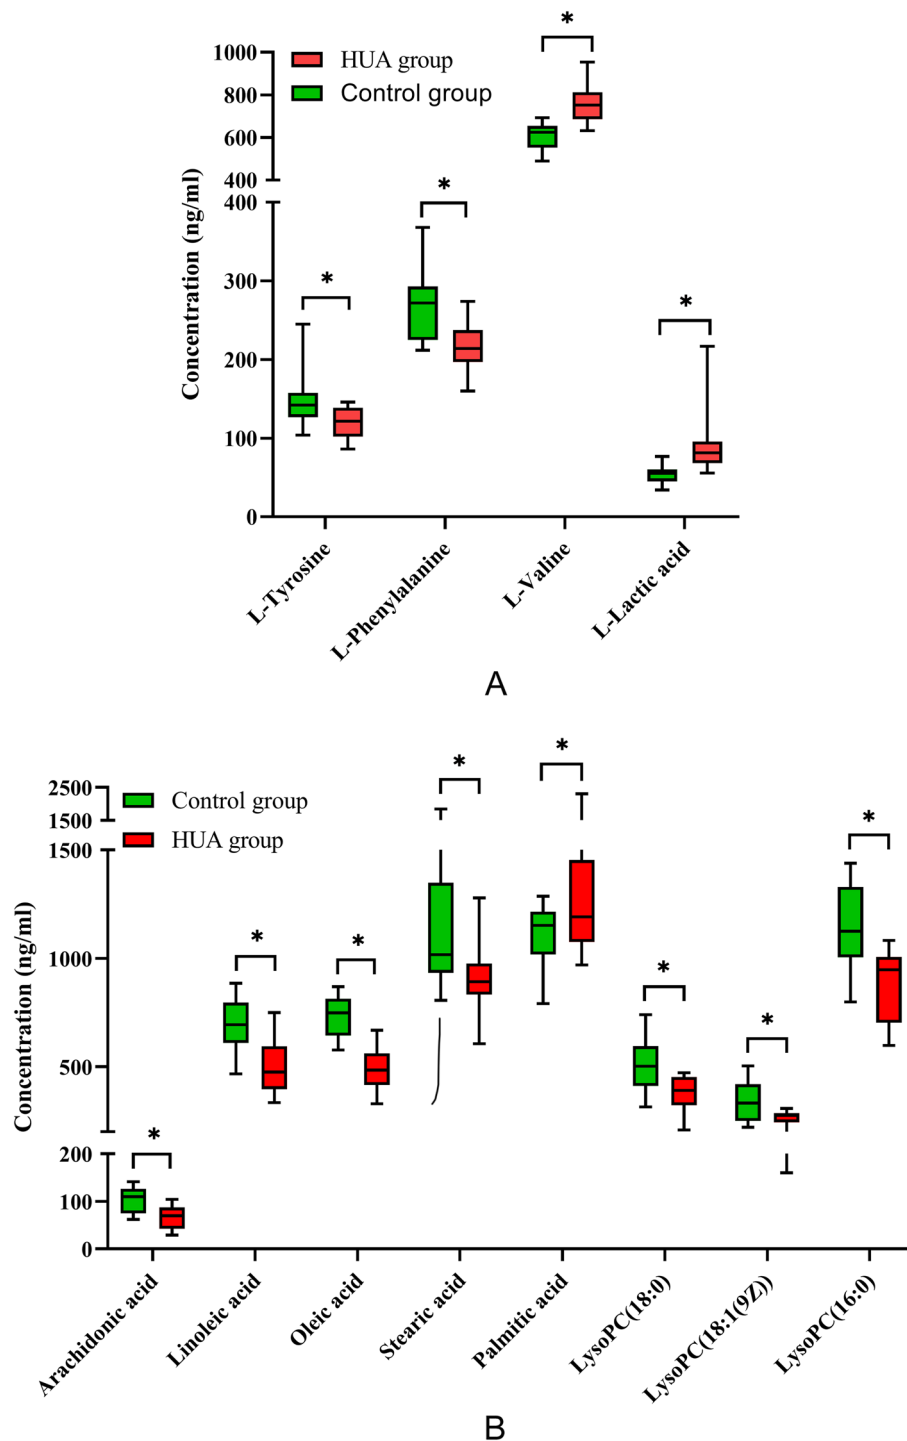 *
1000
HUA group
800
Control group
600
400
*
400
*
300
*
200
100
0
Concentration (ng/ml)
L-Tyrosine
L-Phenylalanine
L-Valine
L-Lactic acid
A
*
*
2500
Control group
1500
*
HUA group
1500
*
*
1000
*
*
500
*
200
100
0
Concentration (ng/ml)
Arachidonic acid
Linoleic acid
Oleic acid
Stearic acid
Palmitic acid
LysoPC(18:0)
LysoPC(18:1(9Z))
LysoPC(16:0)
B